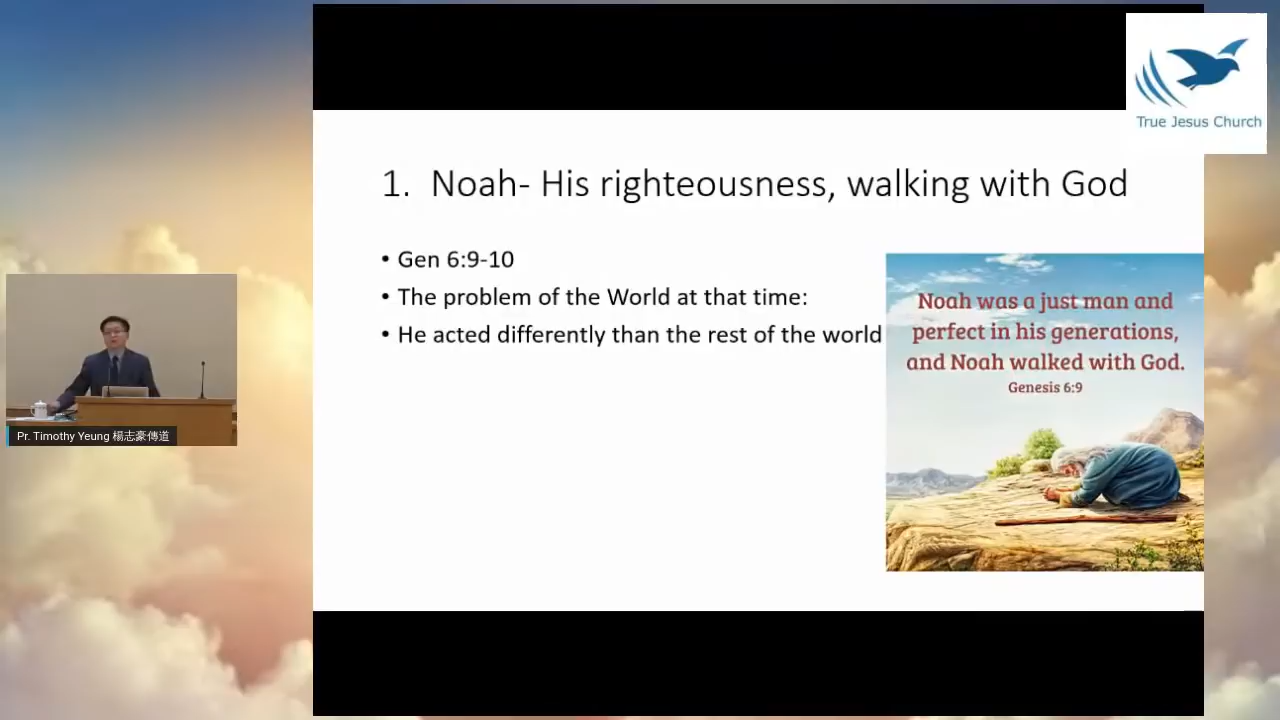 True Jesus Church
1. Noah- His righteousness, walking with God
• Gen 6:9-10
• The problem of the World at that time:
• He acted differently than the rest of the world
Noah was a just man and
perfect in his generations,
and Noah walked with God.
Genesis 6:9
Pr. Timothy Yeung 楊志豪傳道